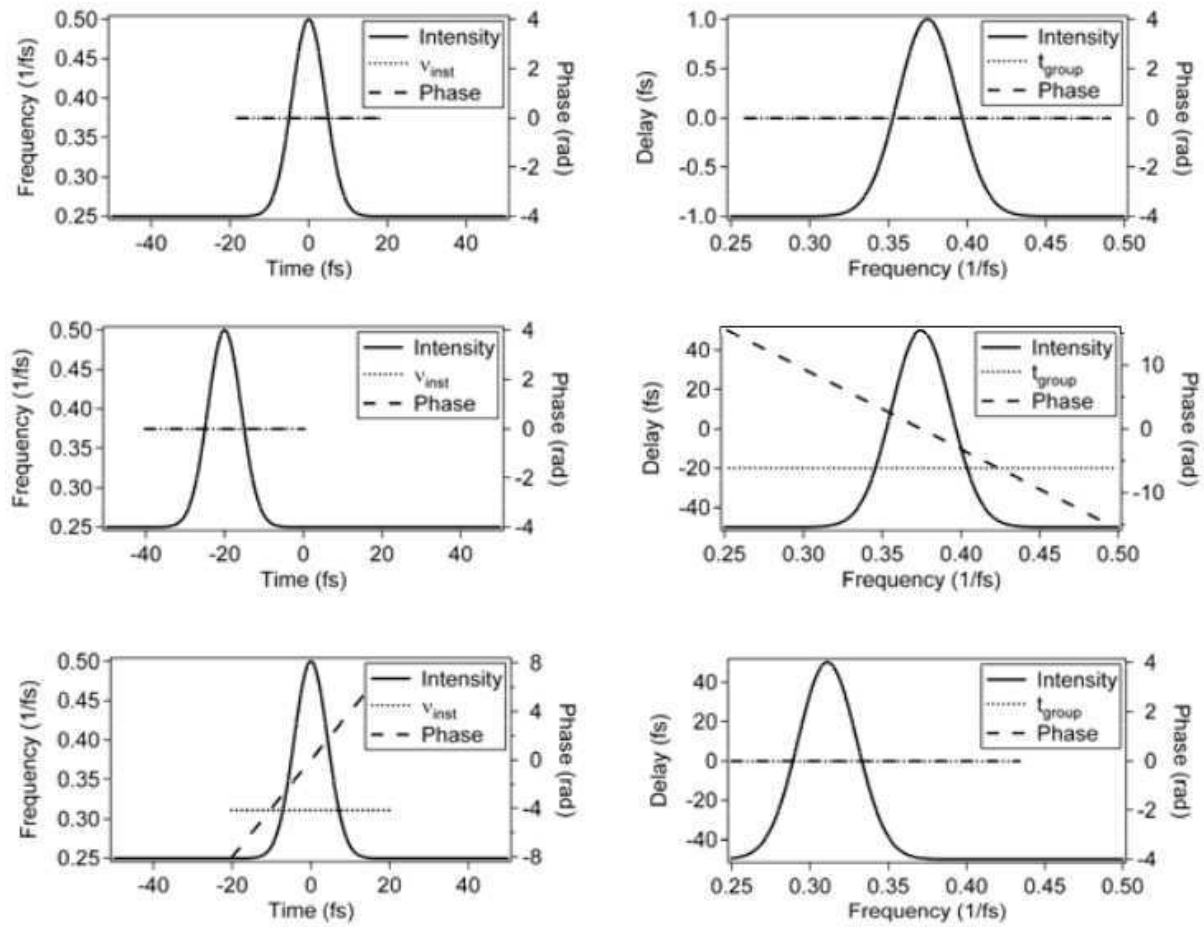 Frequency (1/fs)
0.50
0.45
0.40
0.35
0.30
0.25
Intensity
νinst
Phase
4
2
0
-2
-4
Phase (rad)
-40 -20 0 20 40
Time (fs)
Delay (fs)
1.0
0.5
0.0
-0.5
-1.0
Intensity
tgroup
Phase
4
2
0
-2
-4
Phase (rad)
0.25 0.30 0.35 0.40 0.45 0.50
Frequency (1/fs)
Frequency (1/fs)
0.50
0.45
0.40
0.35
0.30
0.25
Intensity
νinst
Phase
4
2
0
-2
-4
Phase (rad)
-40 -20 0 20 40
Time (fs)
Delay (fs)
40
20
0
-20
-40
Intensity
tgroup
Phase
10
0
-10
Phase (rad)
0.25 0.30 0.35 0.40 0.45 0.50
Frequency (1/fs)
Frequency (1/fs)
0.50
0.45
0.40
0.35
0.30
0.25
Intensity
νinst
Phase
8
4
0
-4
-8
Phase (rad)
-40 -20 0 20 40
Time (fs)
Delay (fs)
40
20
0
-20
-40
Intensity
tgroup
Phase
4
2
0
-2
-4
Phase (rad)
0.25 0.30 0.35 0.40 0.45 0.50
Frequency (1/fs)